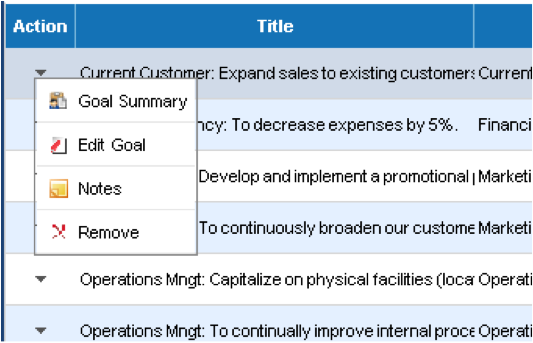 Action Title
Current Customer: Expand sales to existing customers Current
Goal Summary
ncy: To decrease expenses by 5%. Financi
Edit Goal
Develop and implement a promotional Marketi
Notes
To continuously broaden our custome Marketi
Remove
Operations Mngt: Capitalize on physical facilities (loca Operati
Operations Mngt: To continually improve internal proce Operati